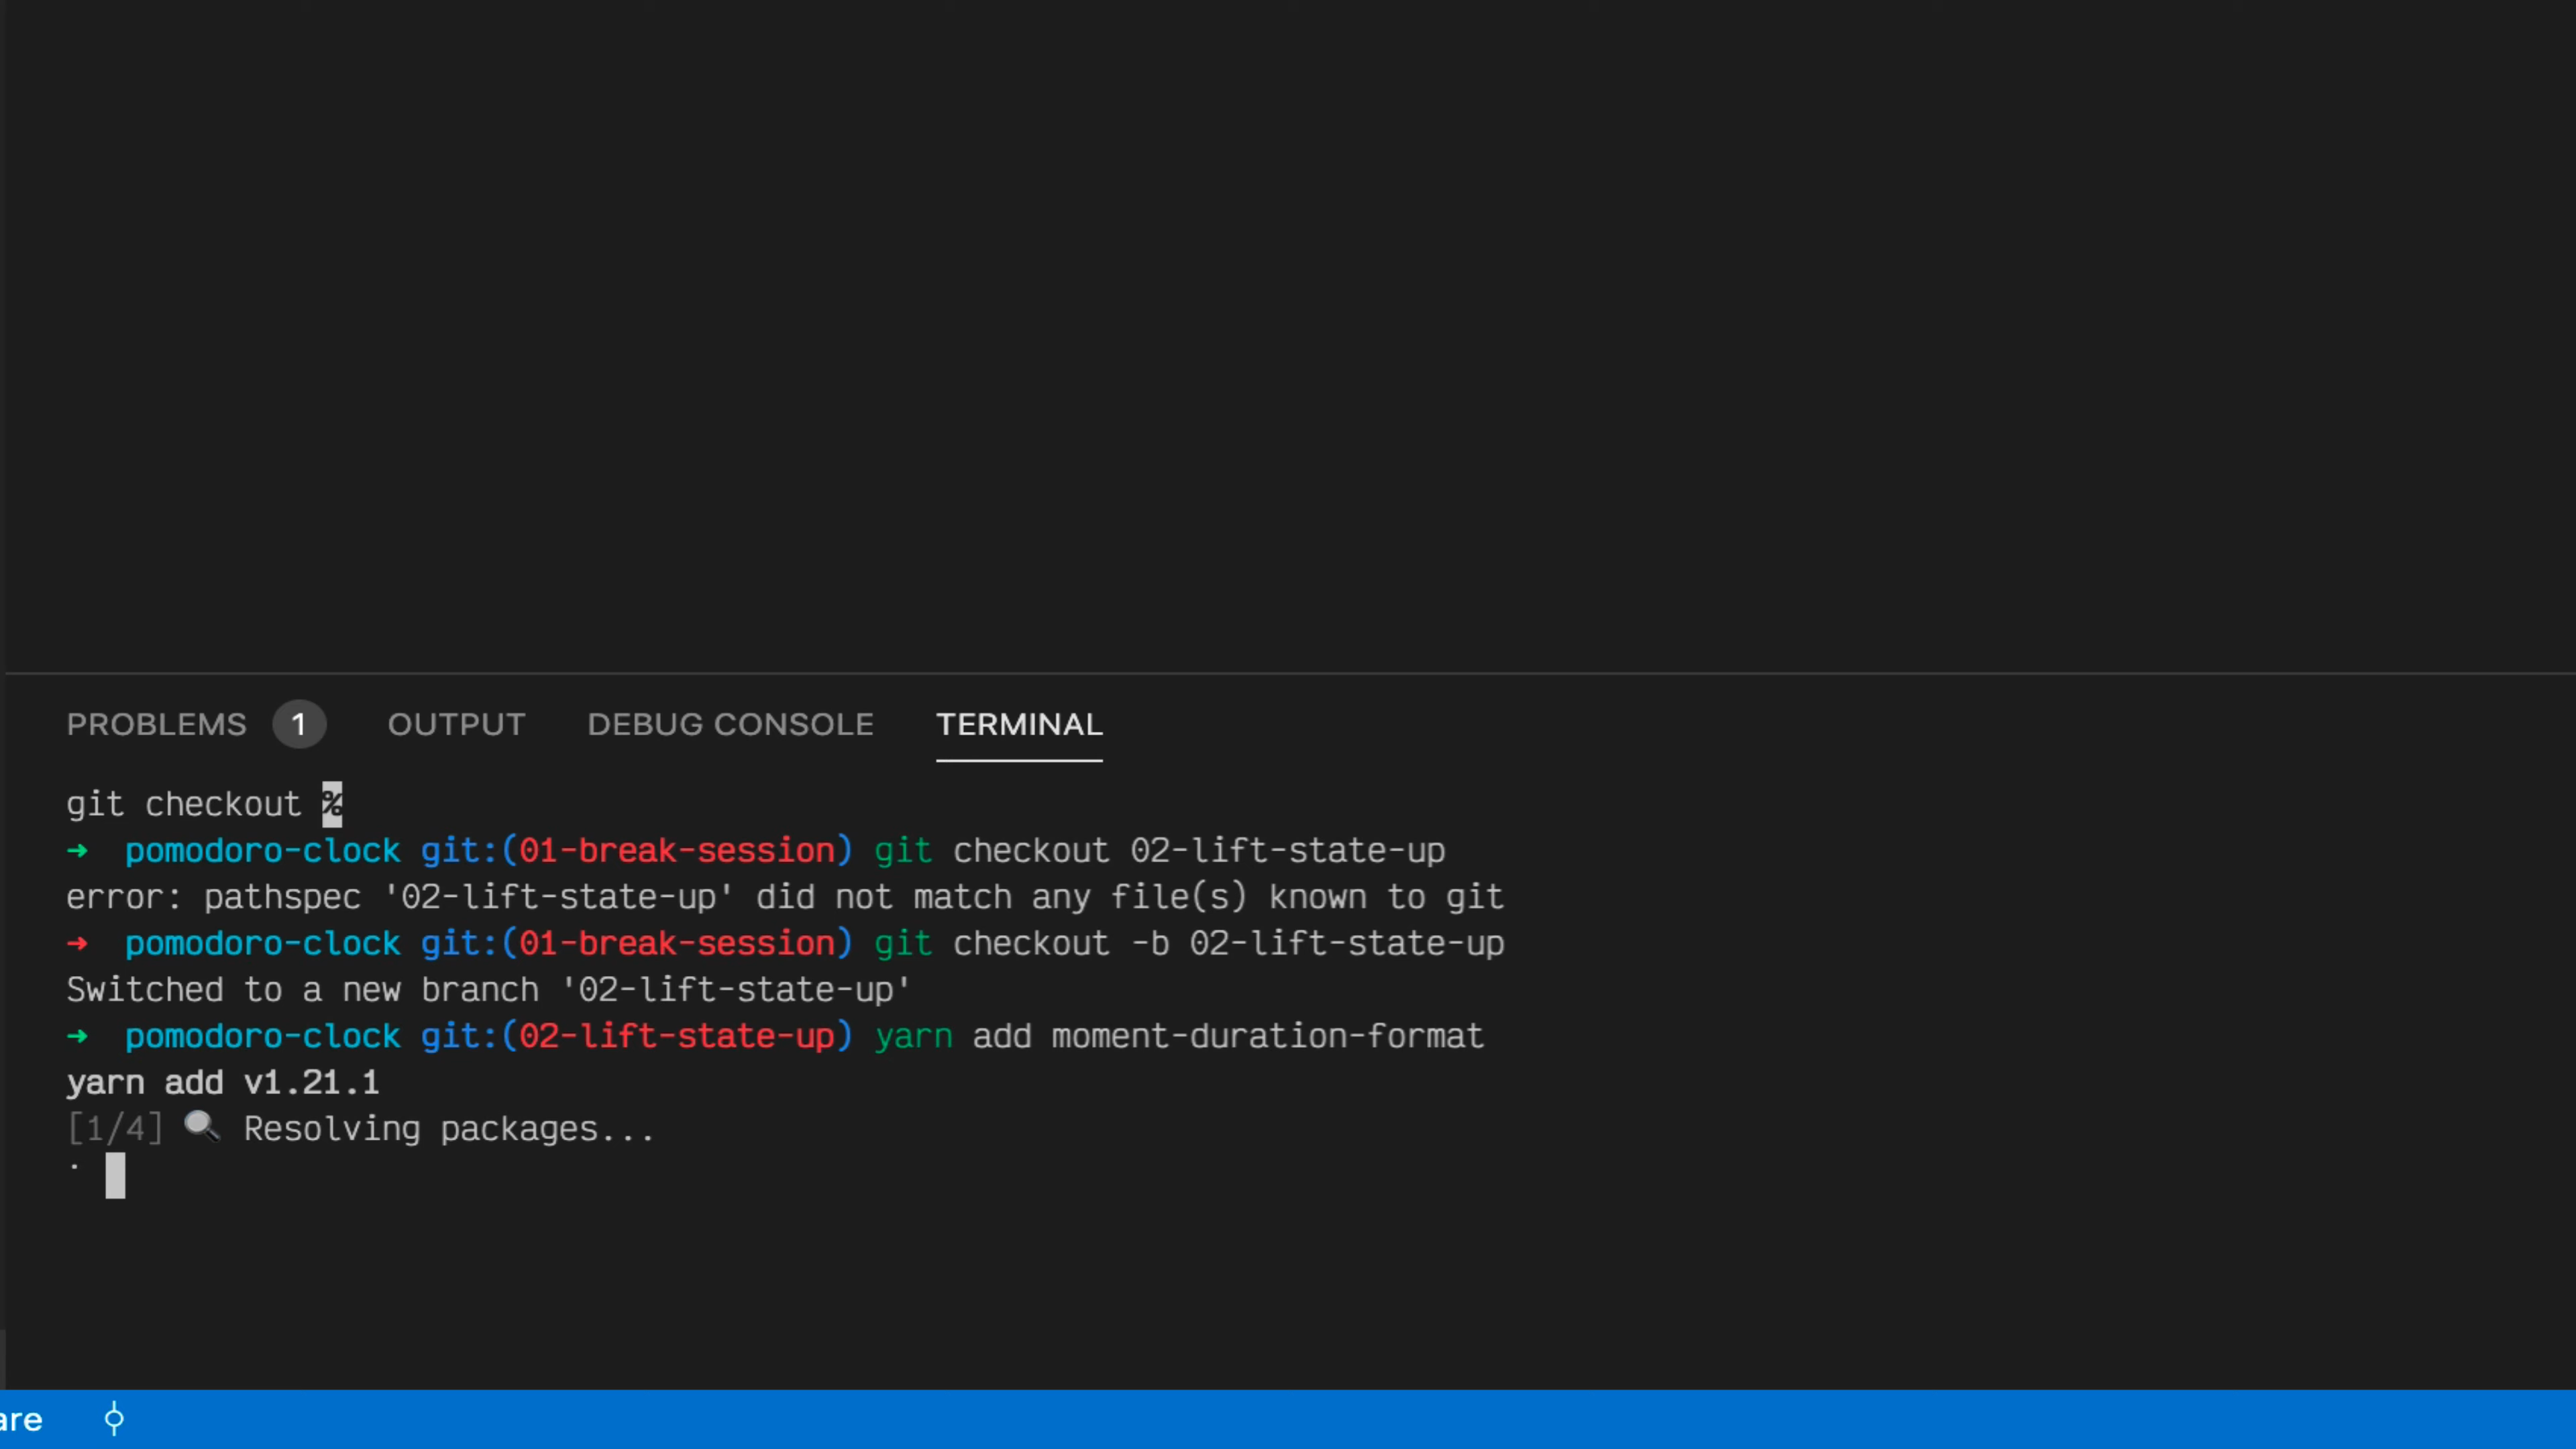 PROBLEMS 1 OUTPUT DEBUG CONSOLE TERMINAL
git checkout %
➜ pomodoro-clock git:(01-break-session) git checkout 02-lift-state-up
error: pathspec '02-lift-state-up' did not match any file(s) known to git
➜ pomodoro-clock git:(01-break-session) git checkout -b 02-lift-state-up
Switched to a new branch '02-lift-state-up'
➜ pomodoro-clock git:(02-lift-state-up) yarn add moment-duration-format
yarn add v1.21.1
[1/4] 🔍 Resolving packages...
are